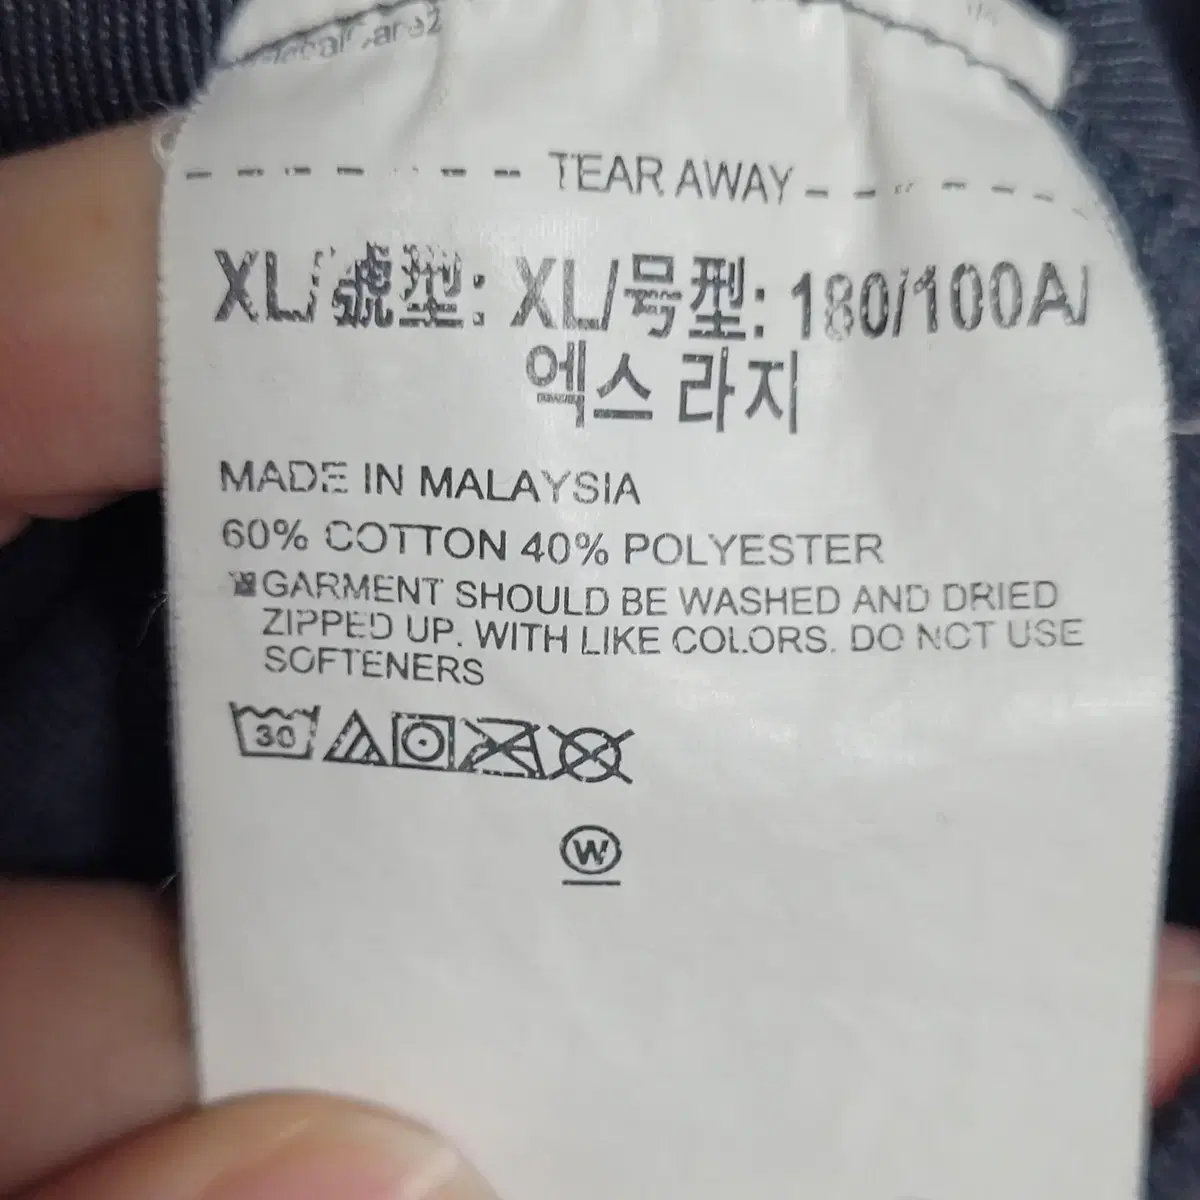 TEAR AWAY
XL/號型: XL/号型: 180/100A/
엑스라지
MADE IN MALAYSIA
60% COTTON 40% POLYESTER
GARMENT SHOULD BE WASHED AND DRIED
ZIPPED UP. WITH LIKE COLORS. DO NOT USE
SOFTENERS
30
W